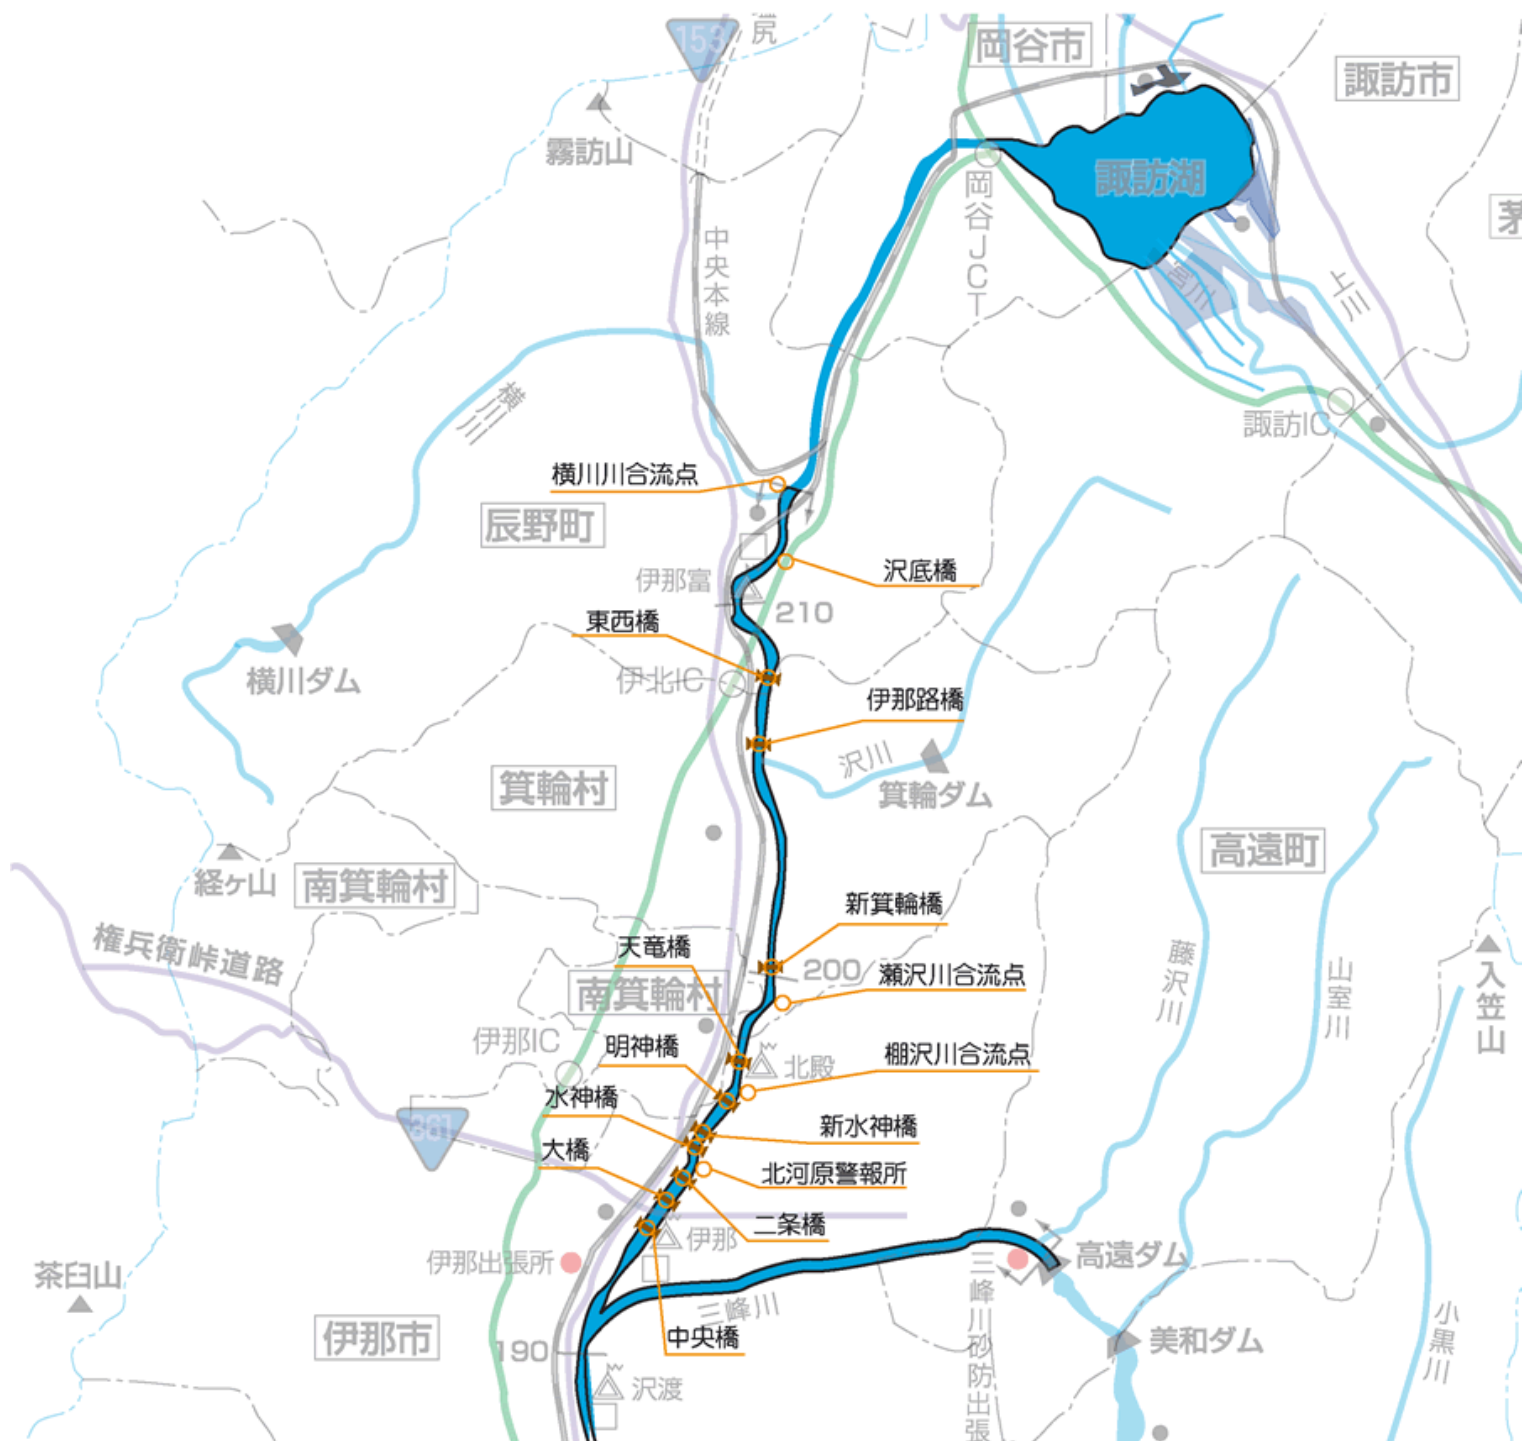 塩尻
153
岡谷市
諏訪市
茅
霧訪山
諏訪湖
岡谷JCT
中央本線
宮川
上川
横川
諏訪IC
横川川合流点
辰野町
沢底橋
伊那富
210
東西橋
横川ダム
伊北IC
伊那路橋
沢川
箕輪ダム
箕輪村
高遠町
経ヶ山
南箕輪村
新箕輪橋
権兵衛峠道路
天竜橋
200
瀬沢川合流点
南箕輪村
藤沢川
山室川
入笠山
伊那IC
明神橋
北殿
棚沢川合流点
水神橋
361
新水神橋
大橋
北河原警報所
二条橋
伊那
伊那出張所
高遠ダム
茶臼山
三峰川
三峰川砂防出張
中央橋
美和ダム
小黒川
伊那市
190
沢渡